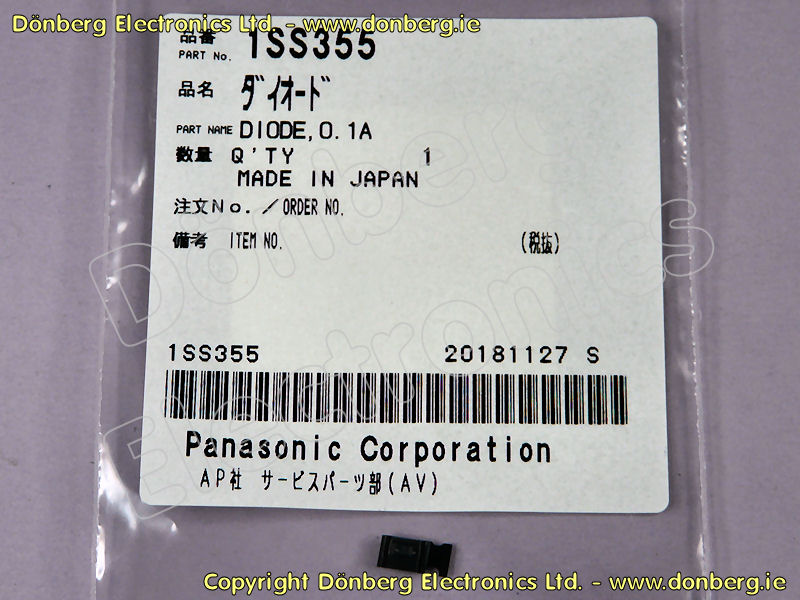 Dönberg Electronics Ltd. - www.donberg.ie
品番
PART No. 1SS355
品名 ダイオード
PART NAME DIODE,0.1A
数量 Q'TY 1
MADE IN JAPAN
注文No./ORDER NO.
備考 ITEM NO. (税抜)
Dönberg
Electronics
1SS355 20181127 S
Panasonic Corporation
AP社 サービスパーツ部(AV)
Copyright Dönberg Electronics Ltd. - www.donberg.ie